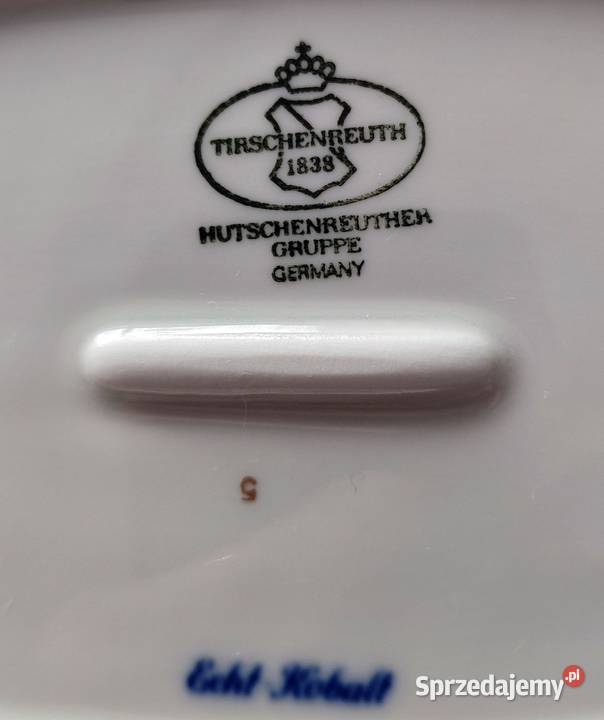 TIRSCHENREUTH
1838
HUTSCHENREUTHER
GRUPPE
GERMANY
5
Echt Kobalt
Sprzedajemy.pl